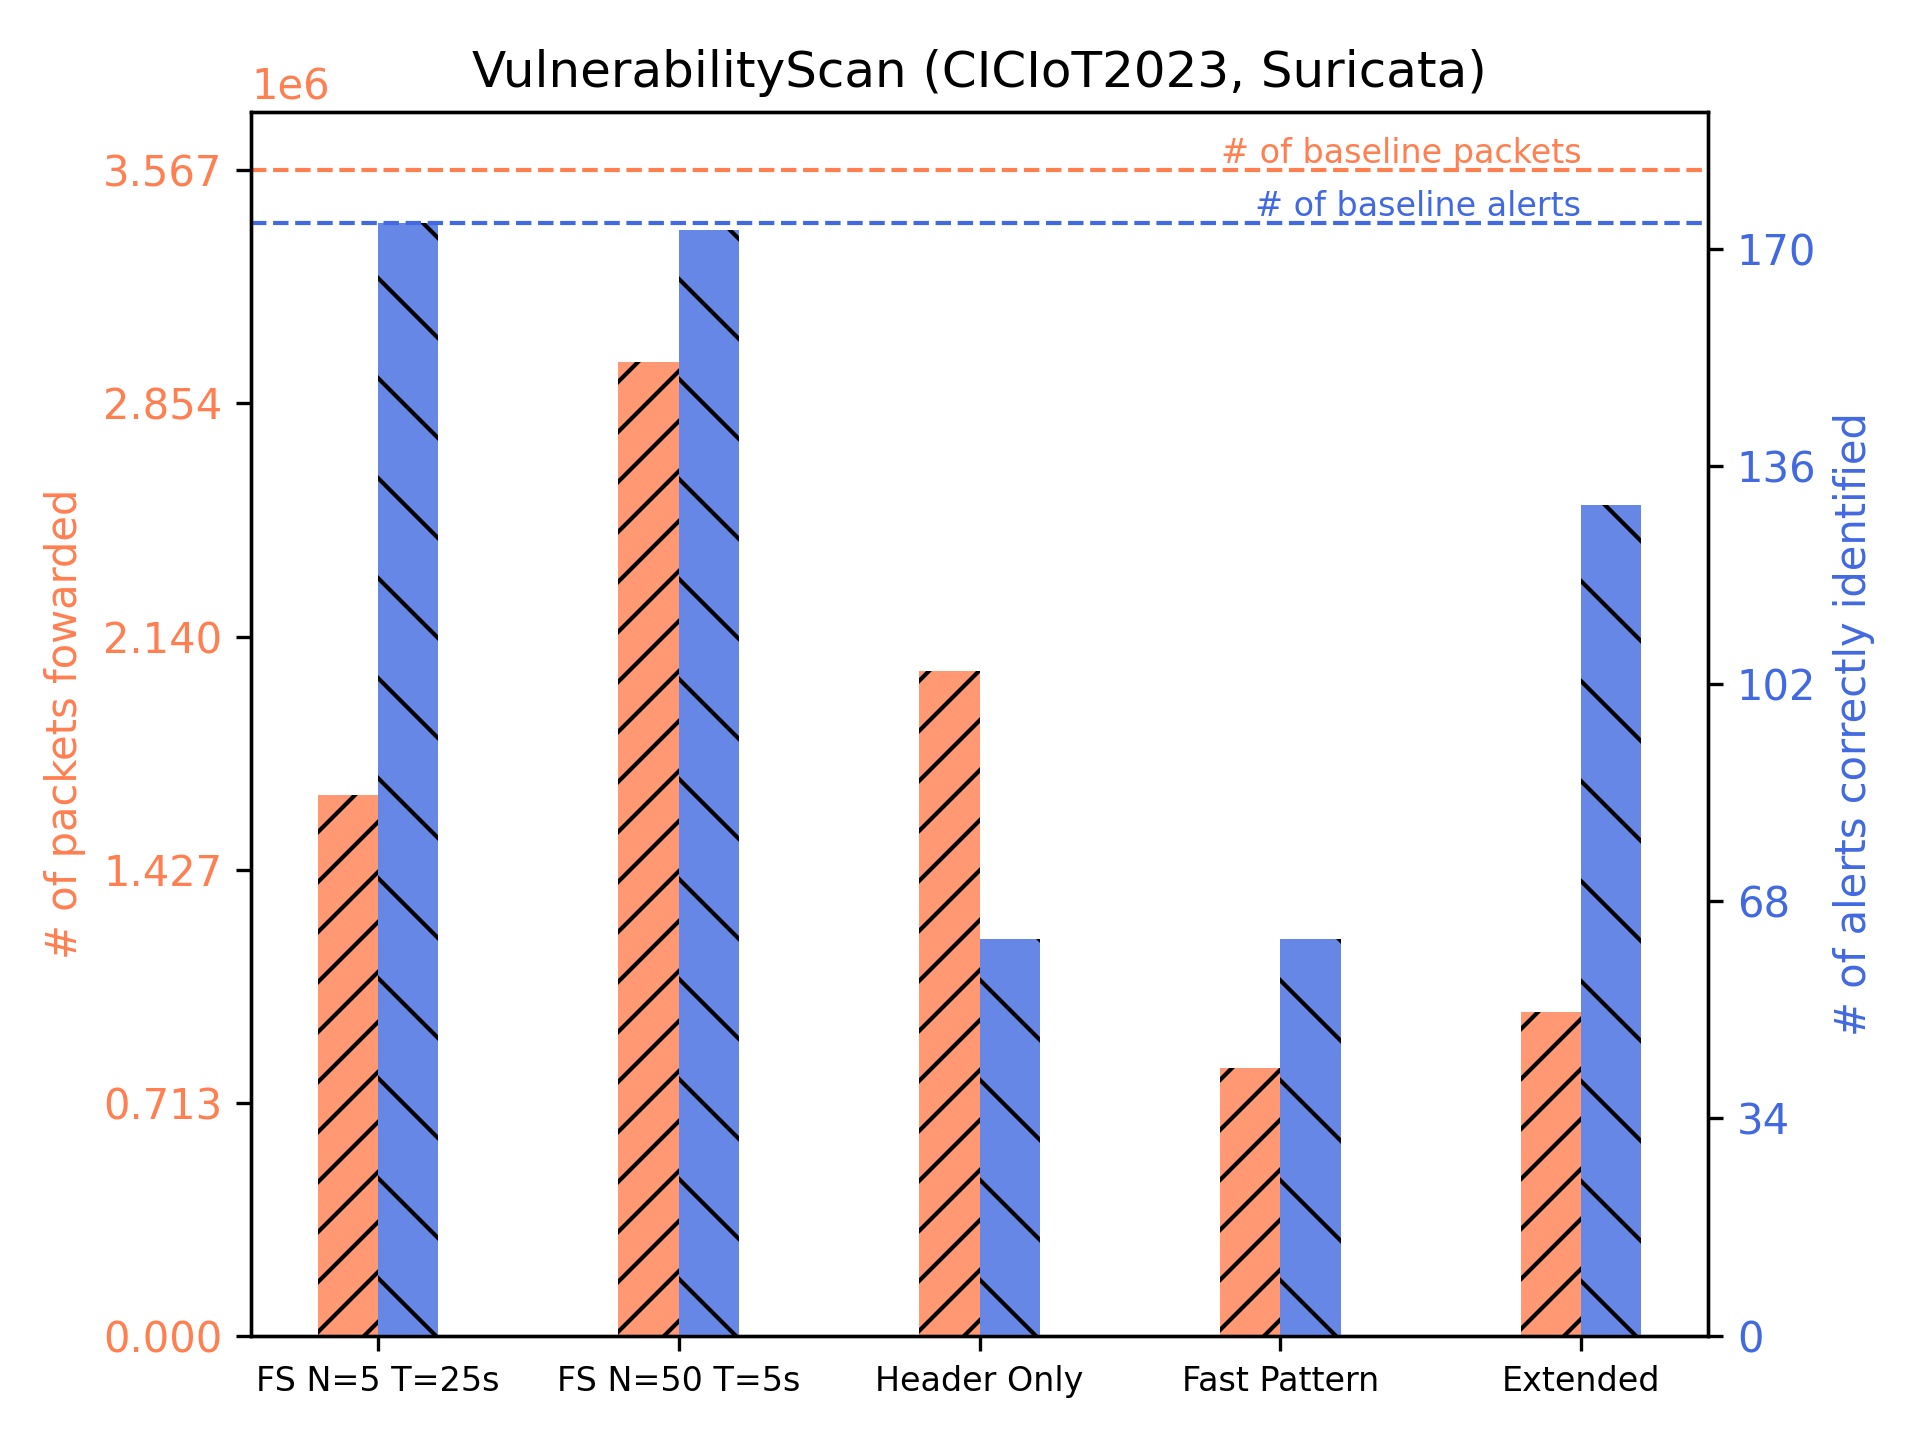 VulnerabilityScan (CICIoT2023, Suricata)
1e6
3.567
2.854
2.140
1.427
0.713
0.000
# of packets fowarded
# of baseline packets
# of baseline alerts
170
136
102
68
34
0
# of alerts correctly identified
FS N=5 T=25s
FS N=50 T=5s
Header Only
Fast Pattern
Extended